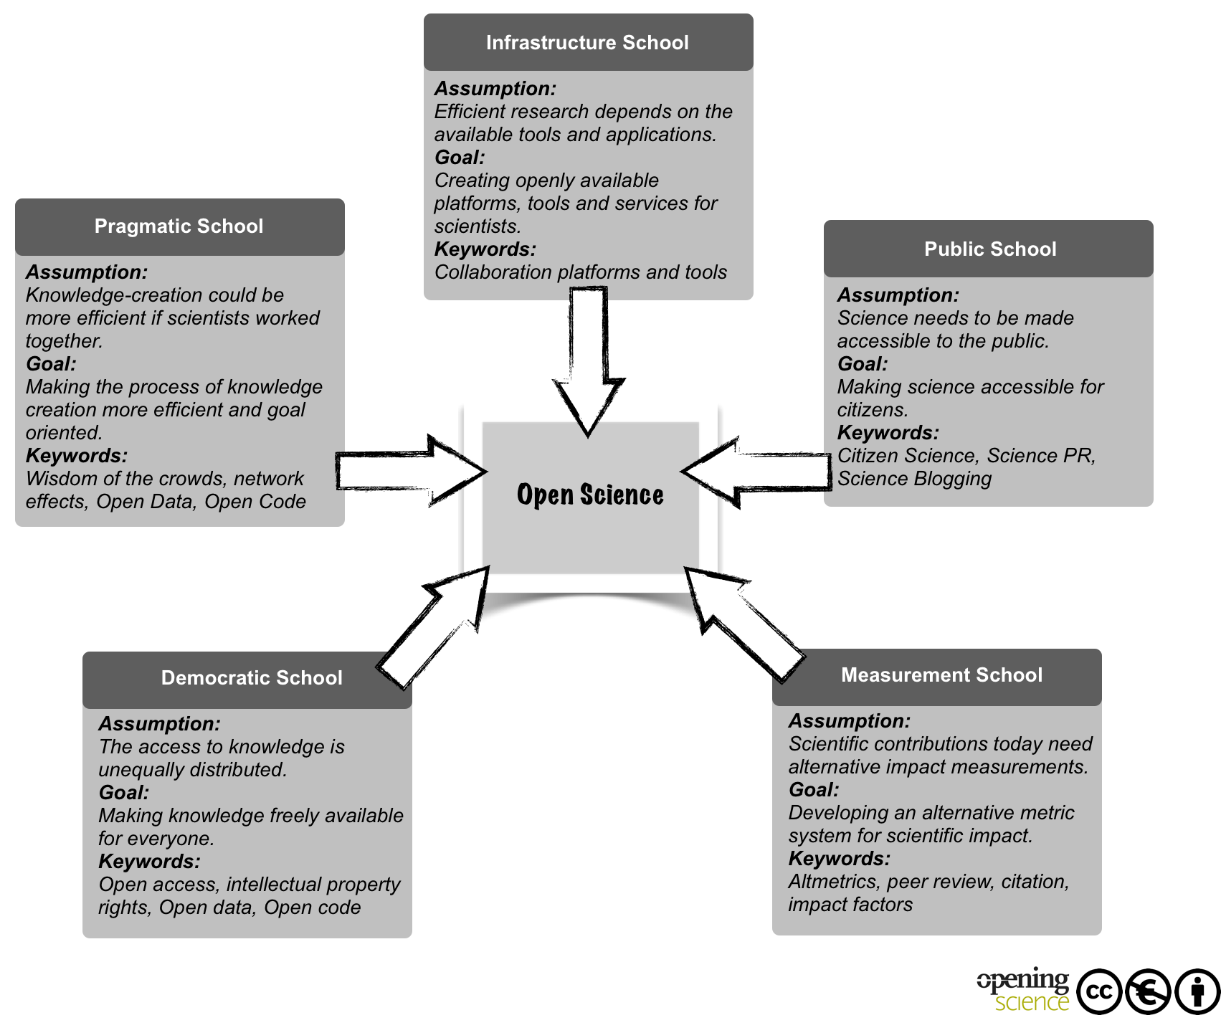 Infrastructure School
Assumption:
Efficient research depends on the
available tools and applications.
Goal:
Creating openly available
platforms, tools and services for
scientists.
Keywords:
Collaboration platforms and tools
Pragmatic School
Assumption:
Knowledge-creation could be
more efficient if scientists worked
together.
Goal:
Making the process of knowledge
creation more efficient and goal
oriented.
Keywords:
Wisdom of the crowds, network
effects, Open Data, Open Code
Public School
Assumption:
Science needs to be made
accessible to the public.
Goal:
Making science accessible for
citizens.
Keywords:
Citizen Science, Science PR,
Science Blogging
Open Science
Democratic School
Assumption:
The access to knowledge is
unequally distributed.
Goal:
Making knowledge freely available
for everyone.
Keywords:
Open access, intellectual property
rights, Open data, Open code
Measurement School
Assumption:
Scientific contributions today need
alternative impact measurements.
Goal:
Developing an alternative metric
system for scientific impact.
Keywords:
Altmetrics, peer review, citation,
impact factors
opening
science
cc